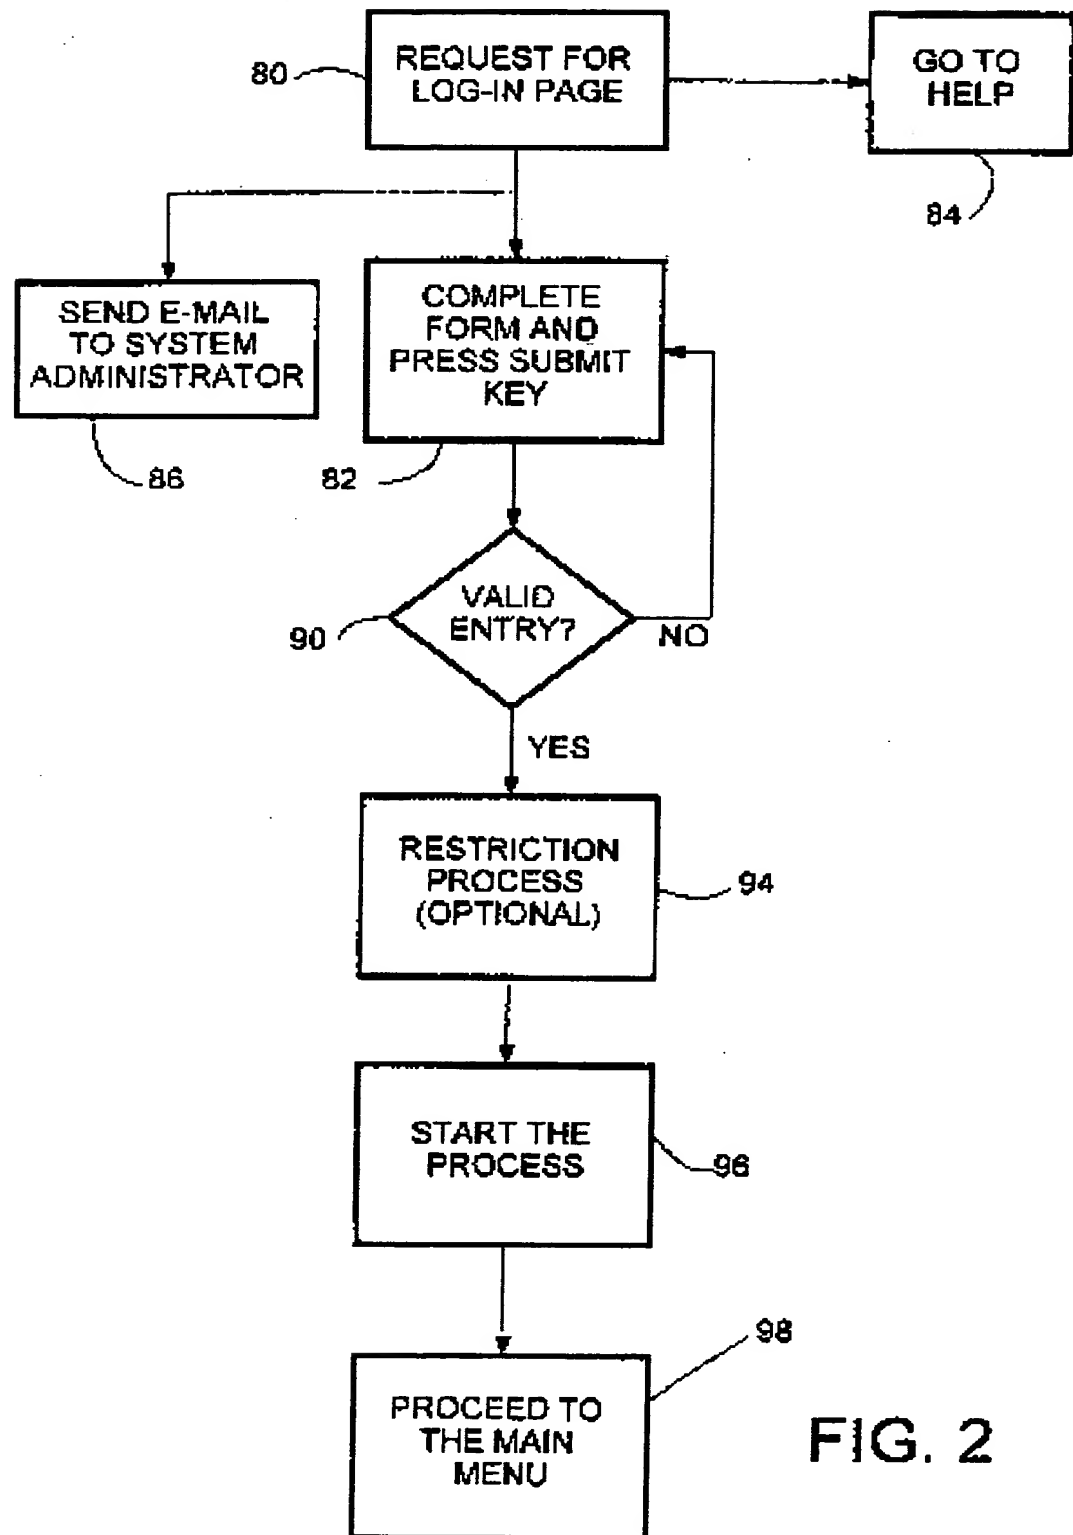 80
REQUEST FOR
LOG-IN PAGE
GO TO
HELP
84
SEND E-MAIL
TO SYSTEM
ADMINISTRATOR
86
COMPLETE
FORM AND
PRESS SUBMIT
KEY
82
VALID
ENTRY?
90
NO
YES
RESTRICTION
PROCESS
(OPTIONAL)
94
START THE
PROCESS
96
98
PROCEED TO
THE MAIN
MENU
FIG. 2